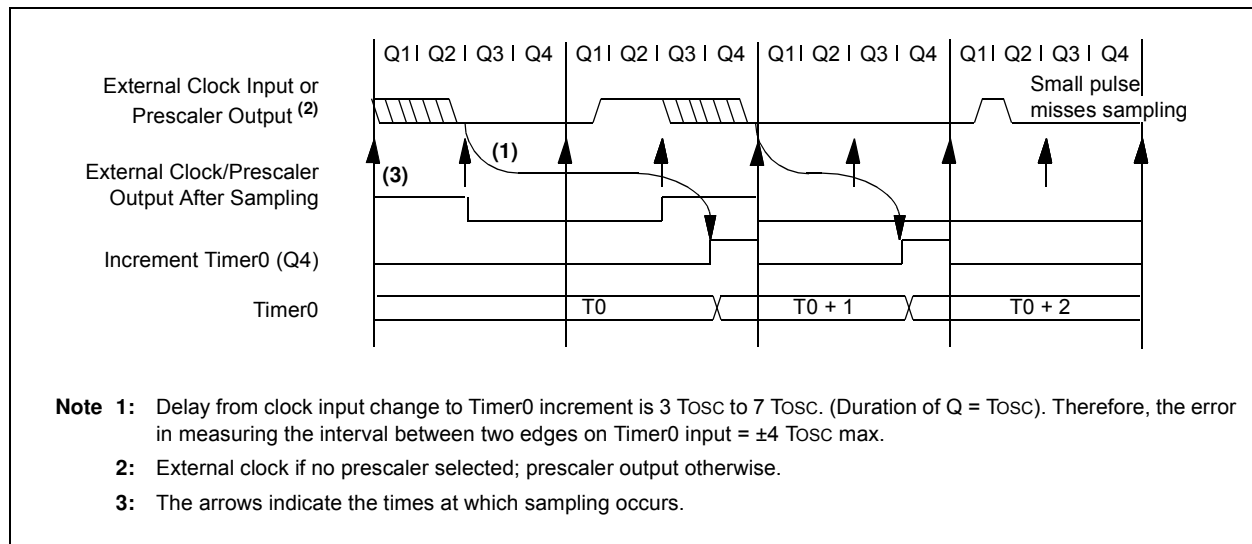 Q1 | Q2 | Q3 | Q4 Q1 | Q2 | Q3 | Q4 Q1 | Q2 | Q3 | Q4 Q1 | Q2 | Q3 | Q4
External Clock Input or
Prescaler Output (2)
Small pulse
misses sampling
(1)
External Clock/Prescaler
Output After Sampling
(3)
Increment Timer0 (Q4)
Timer0 T0 T0 + 1 T0 + 2
Note 1: Delay from clock input change to Timer0 increment is 3 TOSC to 7 TOSC. (Duration of Q = TOSC). Therefore, the error
in measuring the interval between two edges on Timer0 input = ±4 TOSC max.
2: External clock if no prescaler selected; prescaler output otherwise.
3: The arrows indicate the times at which sampling occurs.